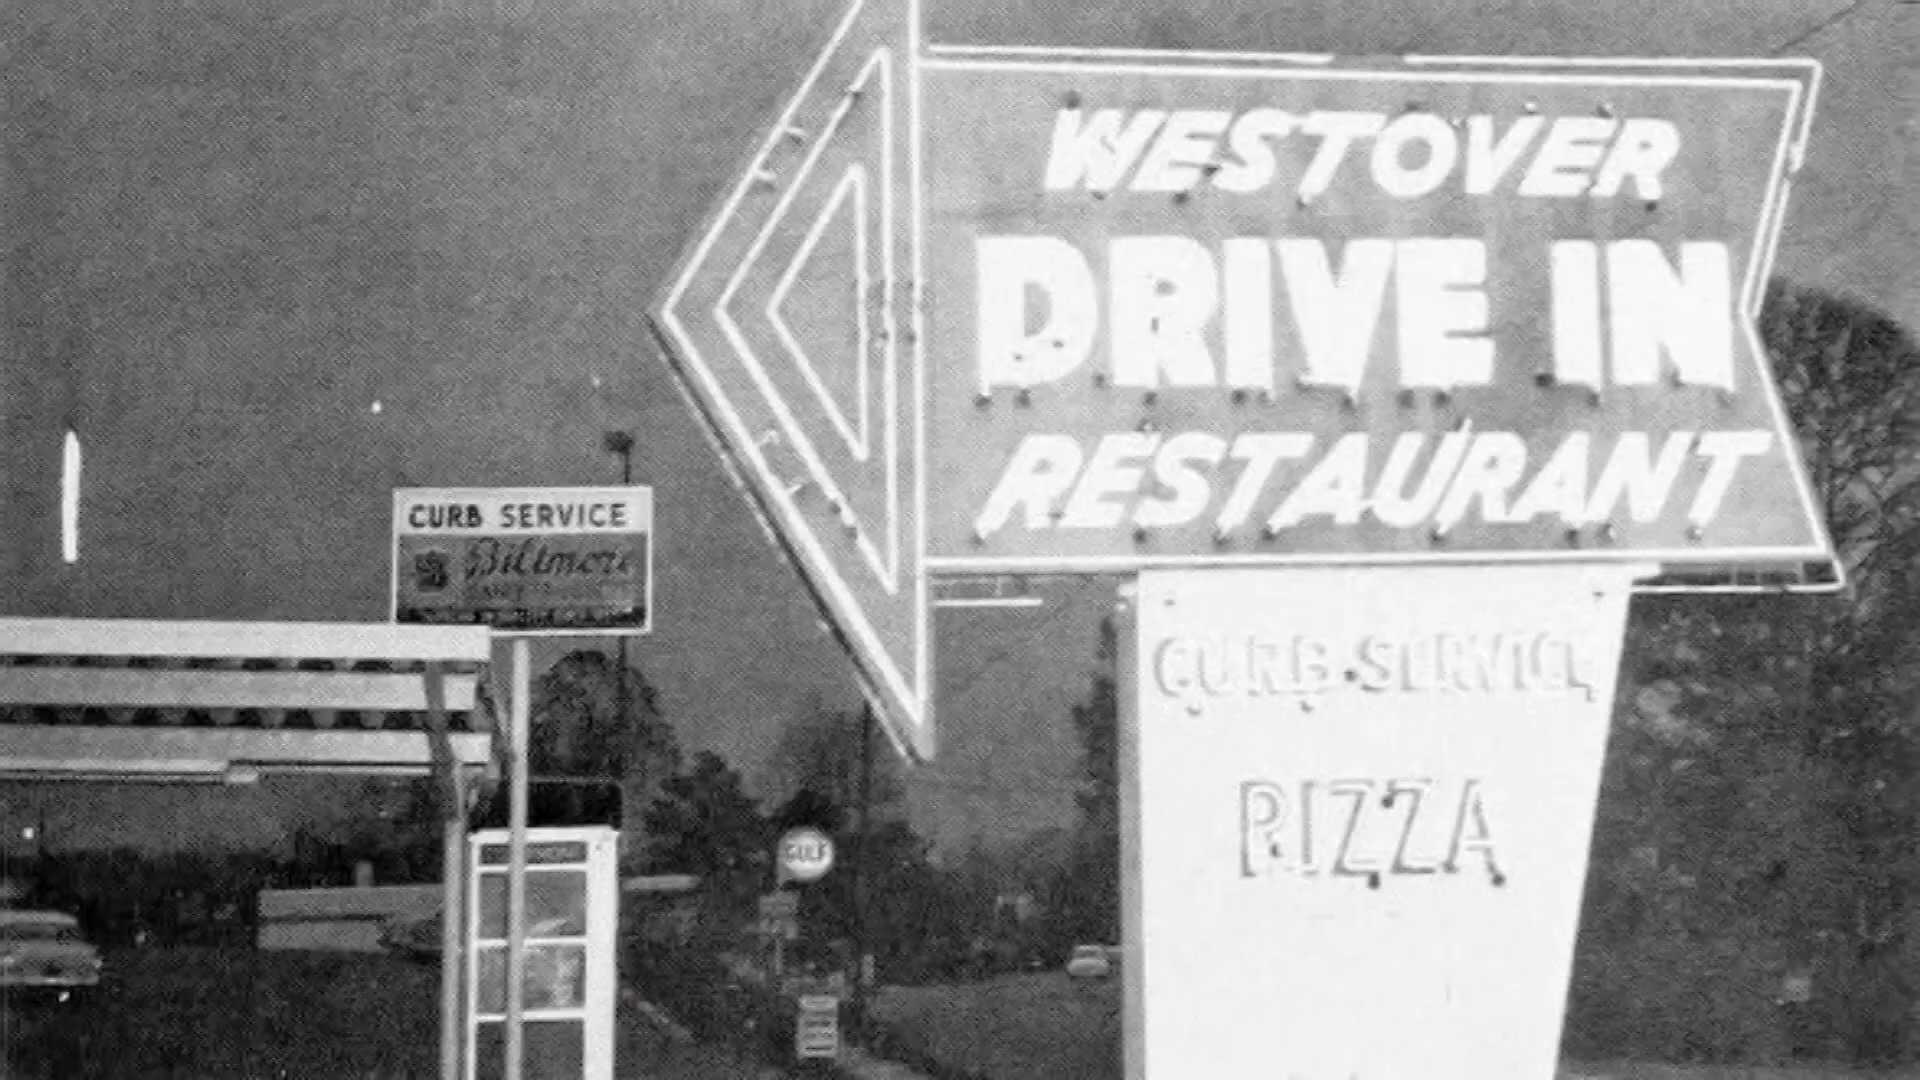 WESTOVER
DRIVE IN
RESTAURANT
CURB SERVICE
PIZZA
CURB SERVICE
Biltmore
GULF